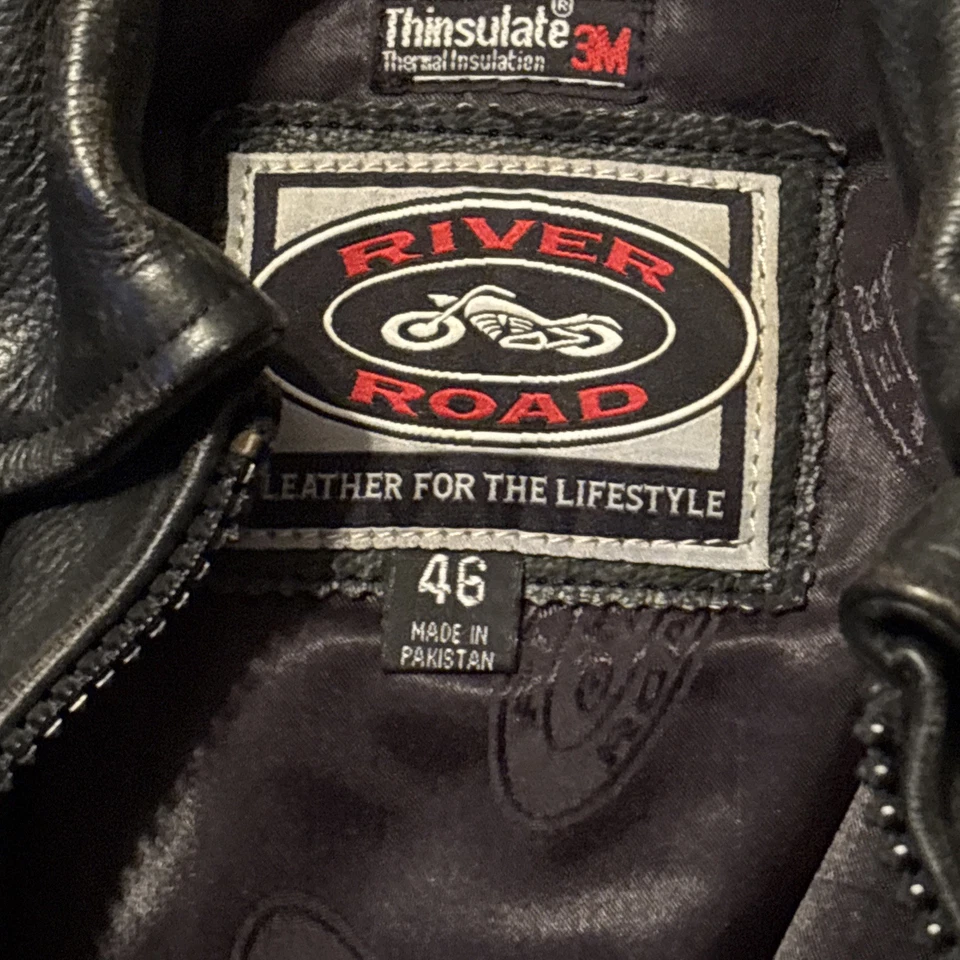 Thinsulate®
Thermal Insulation 3M
RIVER
ROAD
LEATHER FOR THE LIFESTYLE
46
MADE IN
PAKISTAN